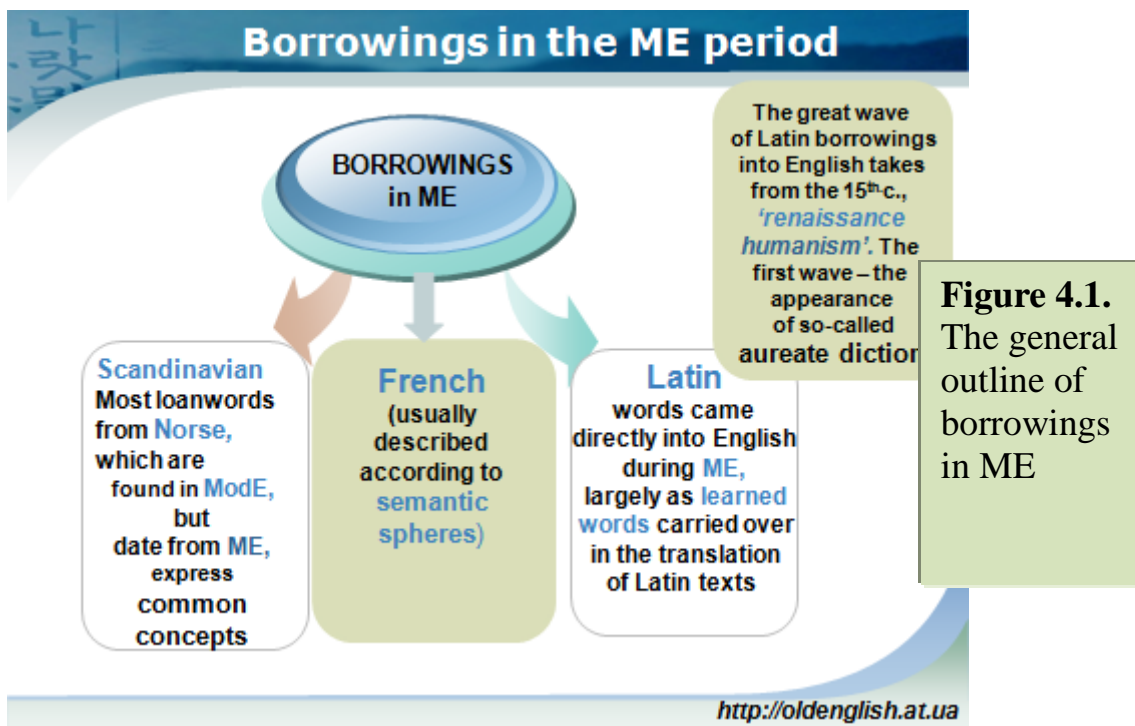 나
랏
말
Borrowings in the ME period
BORROWINGS
in ME
The great wave
of Latin borrowings
into English takes
from the 15th c.,
‘renaissance
humanism’. The
first wave – the
appearance
of so-called
aureate diction
Scandinavian
Most loanwords
from Norse,
which are
found in ModE,
but
date from ME,
express
common
concepts
French
(usually
described
according to
semantic
spheres)
Latin
words came
directly into English
during ME,
largely as learned
words carried over
in the translation
of Latin texts
Figure 4.1.
The general
outline of
borrowings
in ME
http://oldenglish.at.ua